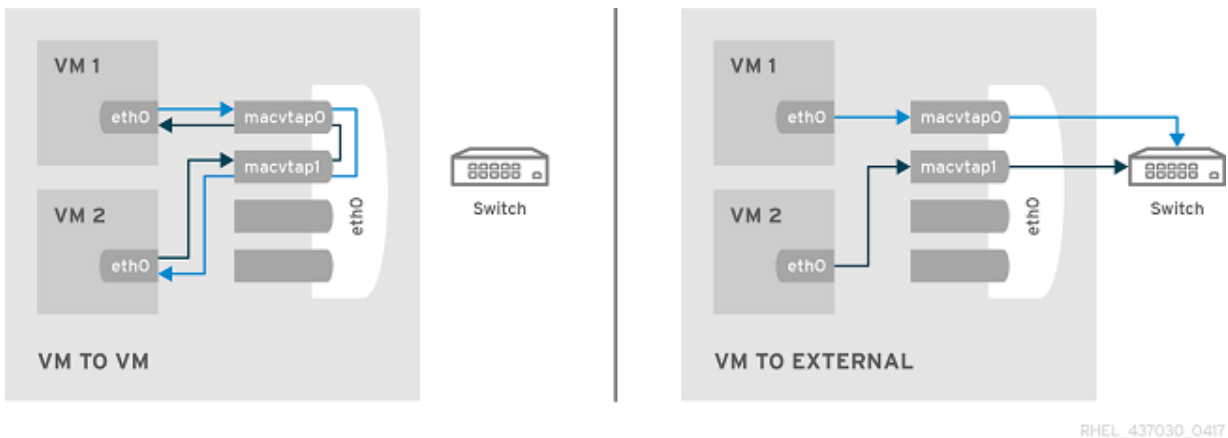 VM 1
eth0
macvtap0
macvtap1
VM 2
eth0
eth0
Switch
VM TO VM
VM 1
eth0
macvtap0
macvtap1
VM 2
eth0
eth0
Switch
VM TO EXTERNAL
RHEL_437030_0417